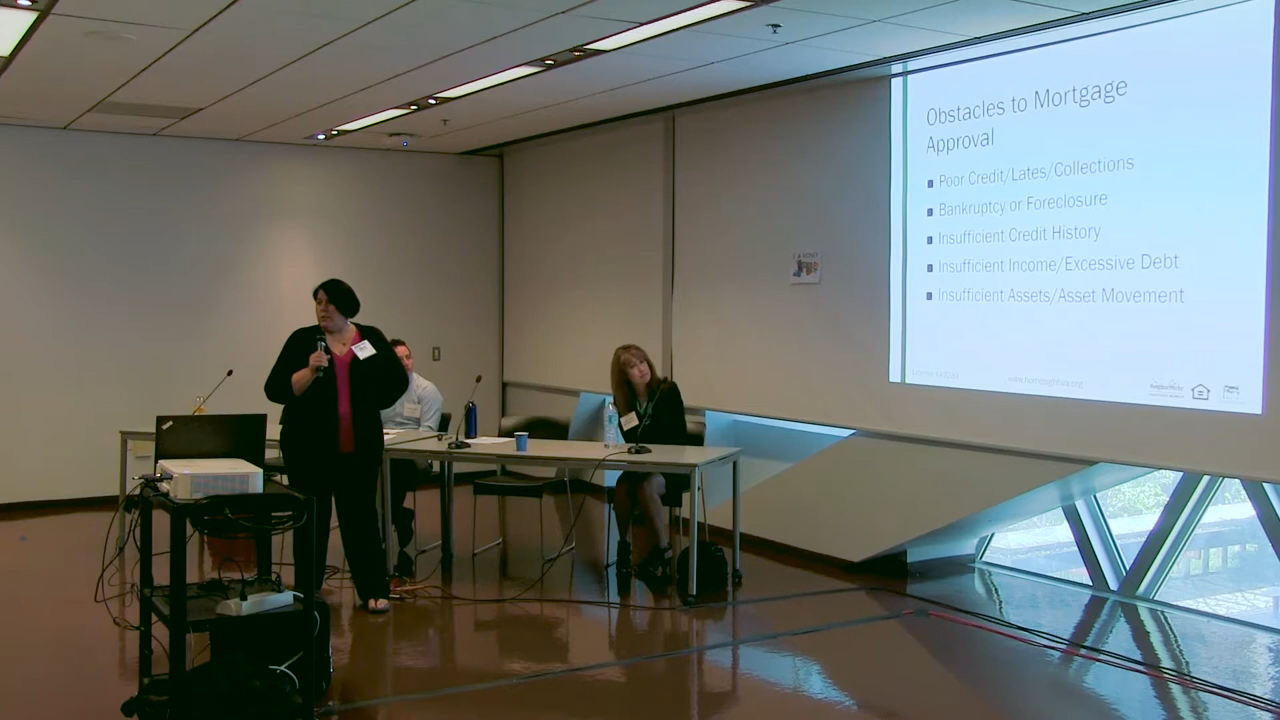 Obstacles to Mortgage
Approval
Poor Credit/Lates/Collections
Bankruptcy or Foreclosure
Insufficient Credit History
Insufficient Income/Excessive Debt
Insufficient Assets/Asset Movement